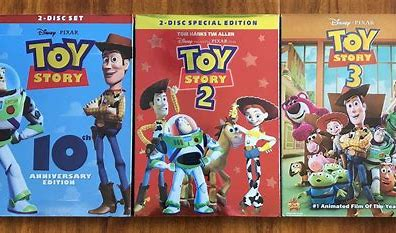 2-DISC SET
Disney PIXAR
TOY
STORY
10th
ANNIVERSARY
EDITION
2-DISC SPECIAL EDITION
TOM HANKS TIM ALLEN
Disney PIXAR
TOY
STORY
2
Disney PIXAR
TOY
STORY
3
#1 Animated Film Of The Year